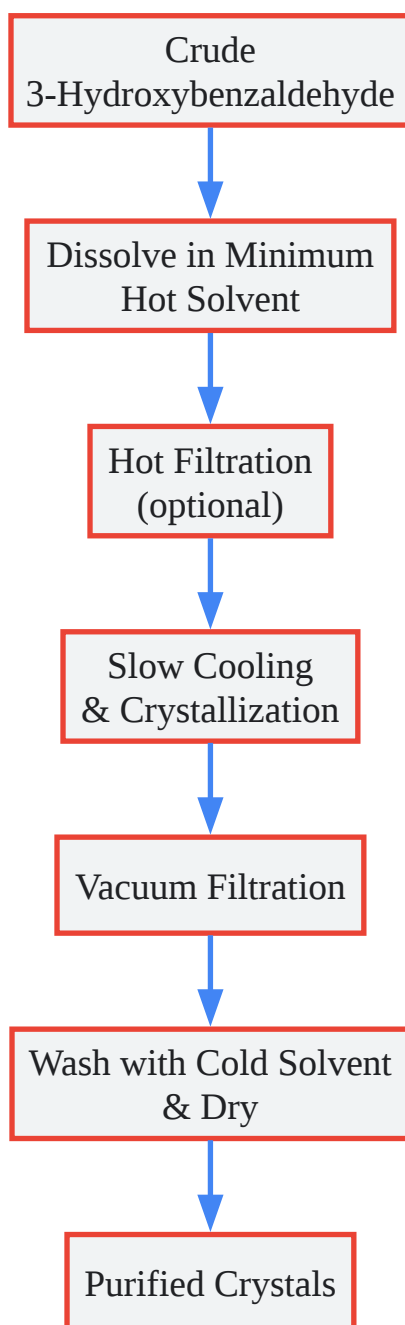 Crude
3-Hydroxybenzaldehyde
Dissolve in Minimum
Hot Solvent
Hot Filtration
(optional)
Slow Cooling
& Crystallization
Vacuum Filtration
Wash with Cold Solvent
& Dry
Purified Crystals